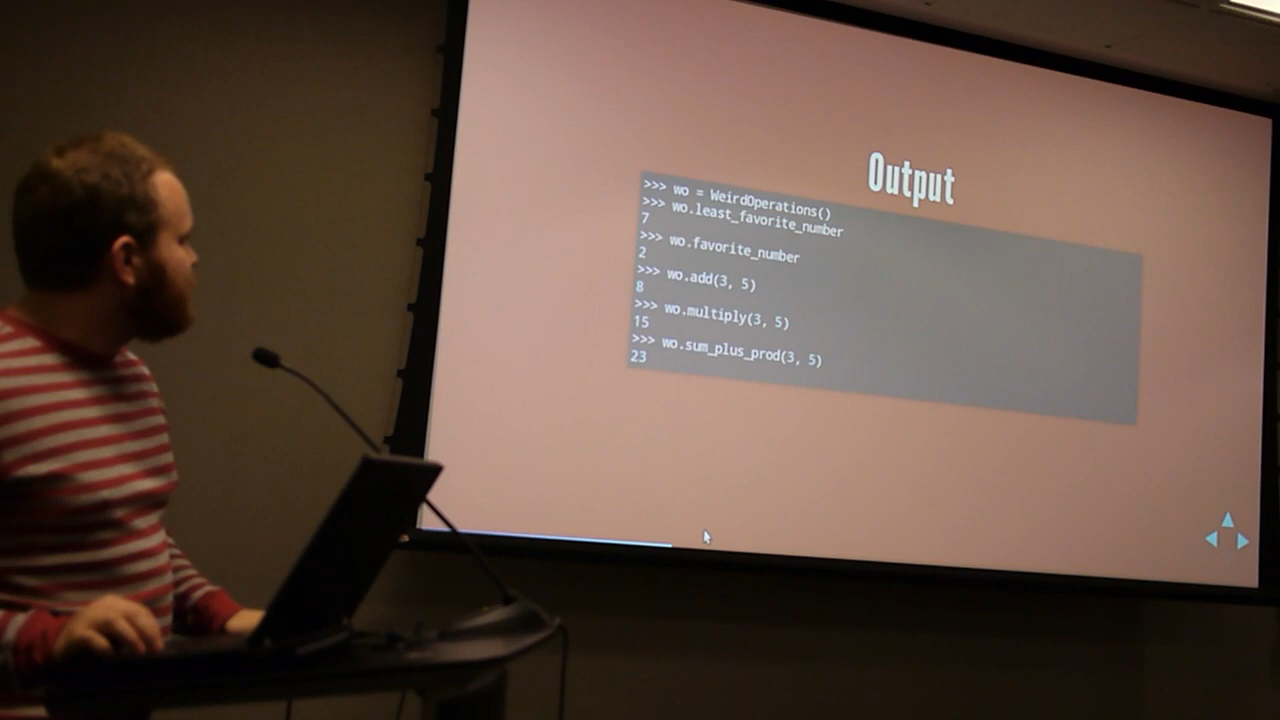 Output
>>> wo = WeirdOperations()
>>> wo.least_favorite_number
7
>>> wo.favorite_number
2
>>> wo.add(3, 5)
8
>>> wo.multiply(3, 5)
15
>>> wo.sum_plus_prod(3, 5)
23